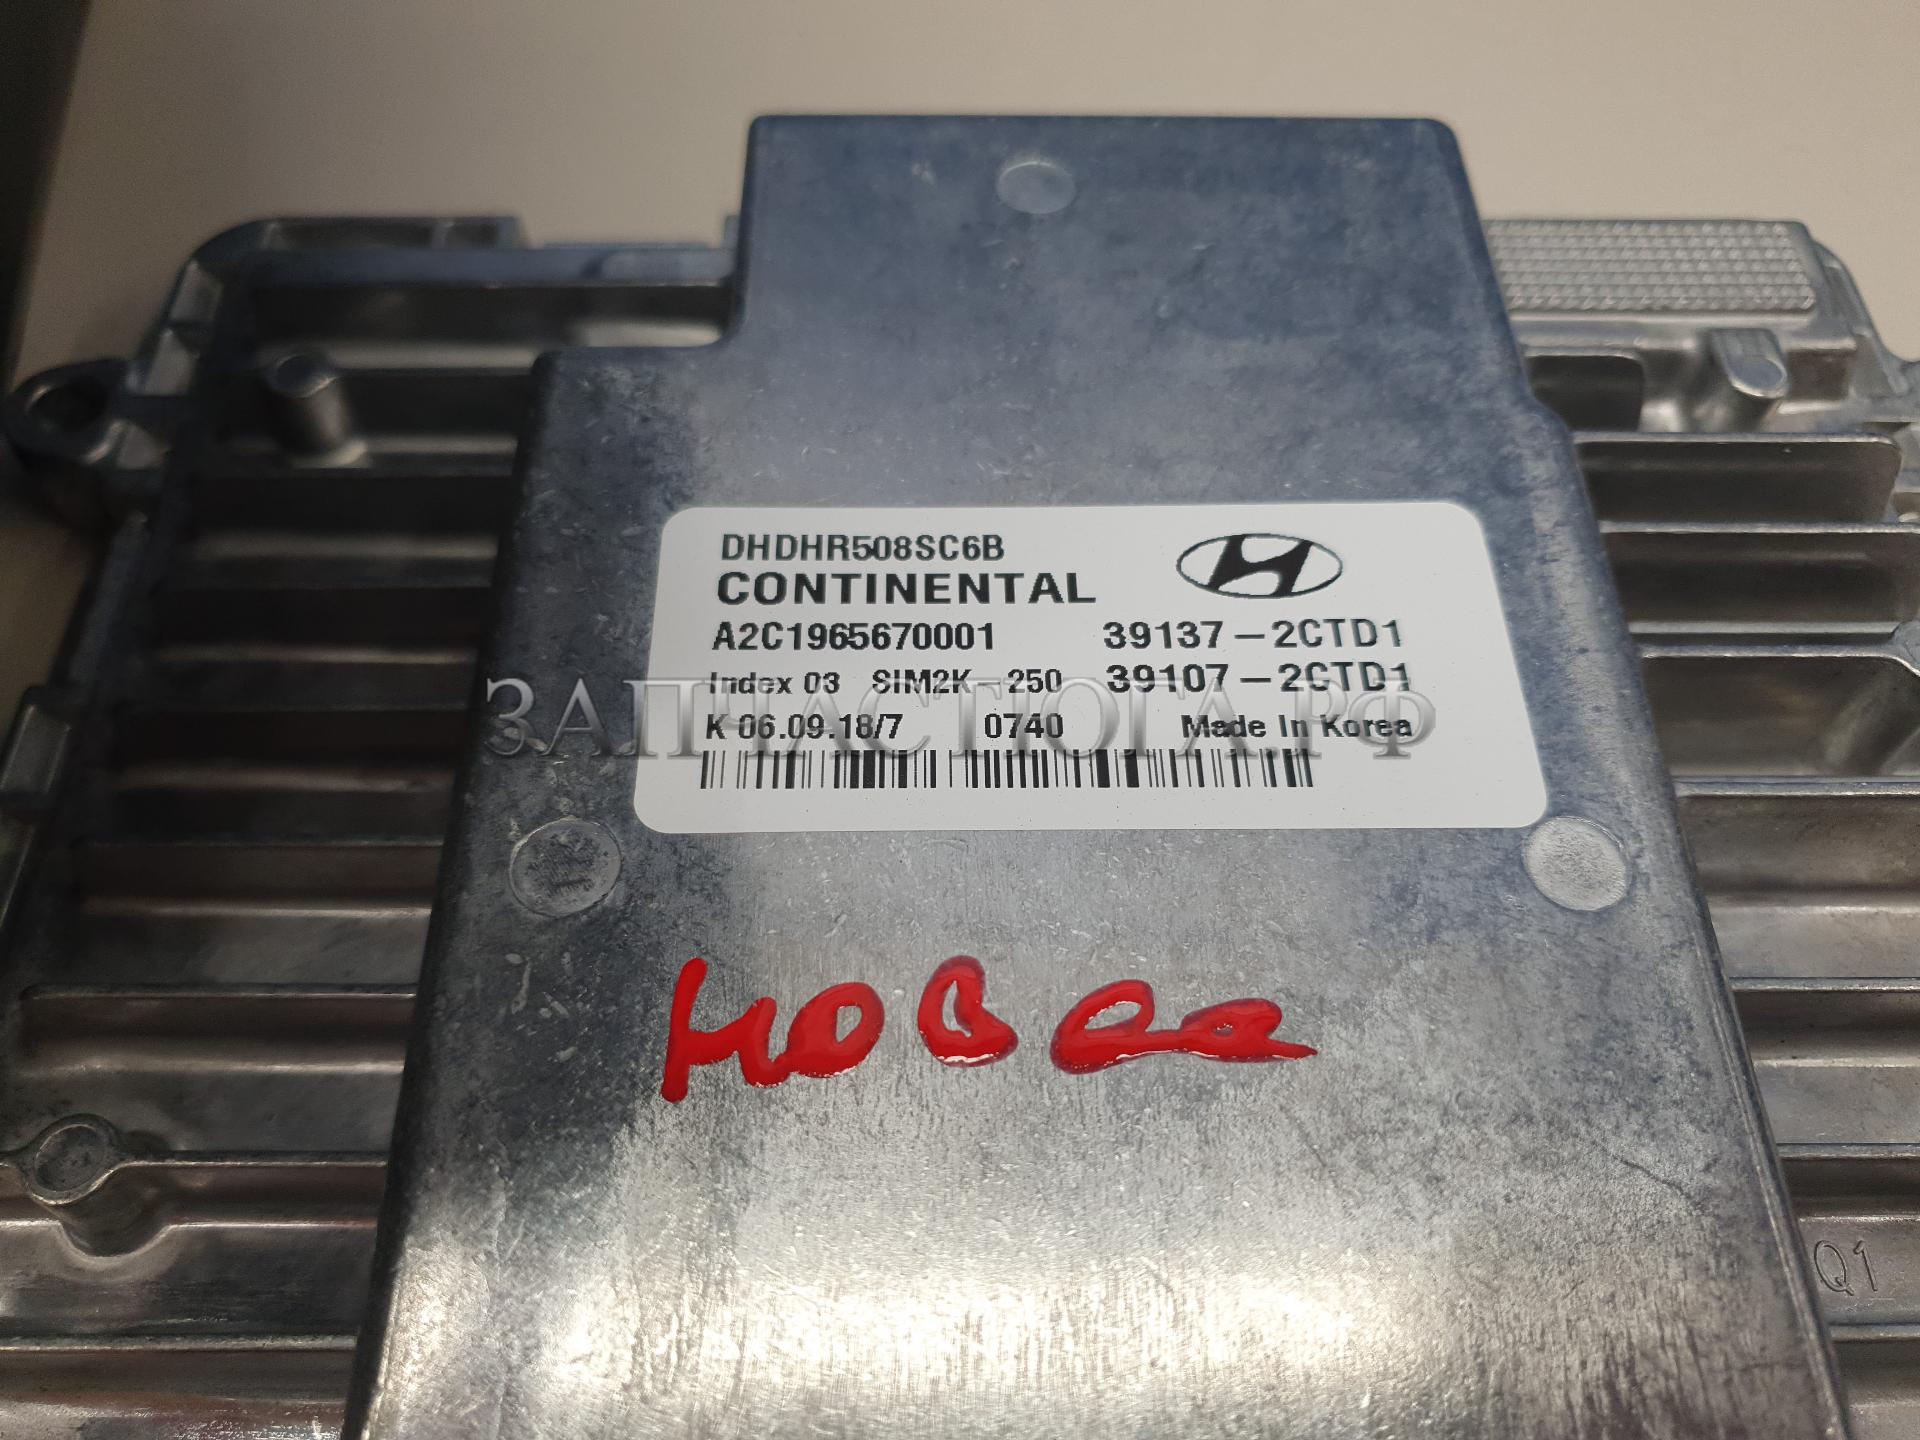 DHDHR508SC6B
CONTINENTAL
A2C1965670001 39137-2CTD1
Index 03 SIM2K-250 39107-2CTD1
K 06.09.18/7 0740 Made In Korea
ЗАПЧАСТЮГА.РФ
новая
Q1